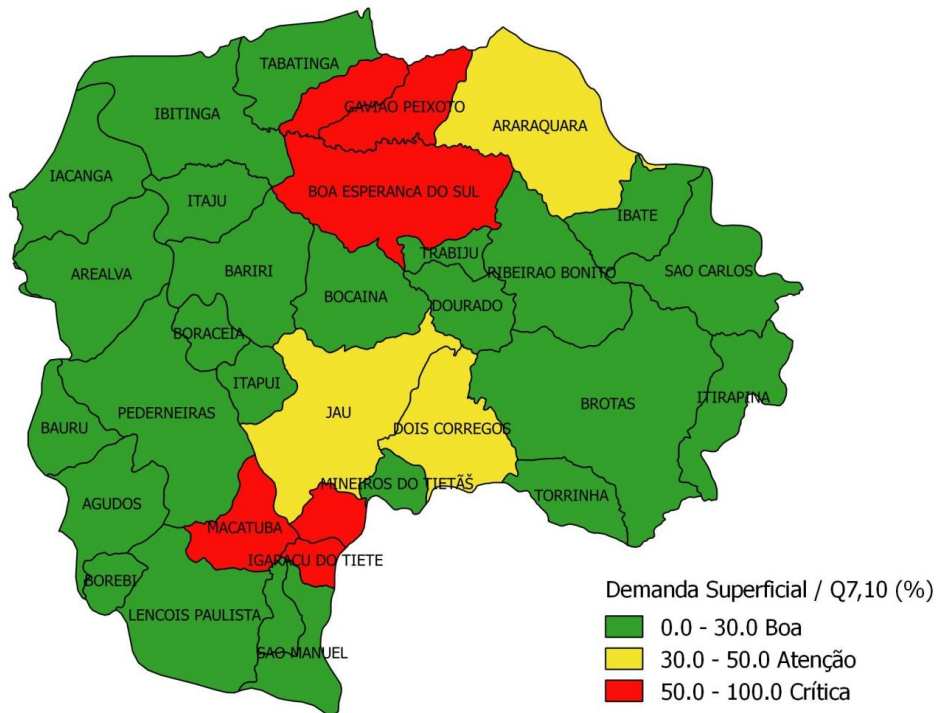 TABATINGA
GAVIAO PEIXOTO
IBITINGA
ARARAQUARA
IACANGA
ITAJU
BOA ESPERANcA DO SUL
IBATE
TRABIJU
AREALVA
BARIRI
RIBEIRAO BONITO
SAO CARLOS
BOCAINA
DOURADO
BORACEIA
ITAPUI
PEDERNEIRAS
JAU
BROTAS
ITIRAPINA
BAURU
DOIS CORREGOS
MINEIROS DO TIETÃŠ
TORRINHA
AGUDOS
MACATUBA
IGARACU DO TIETE
BOREBI
LENCOIS PAULISTA
SAO MANUEL
Demanda Superficial / Q7,10 (%)
0.0 - 30.0 Boa
30.0 - 50.0 Atenção
50.0 - 100.0 Crítica